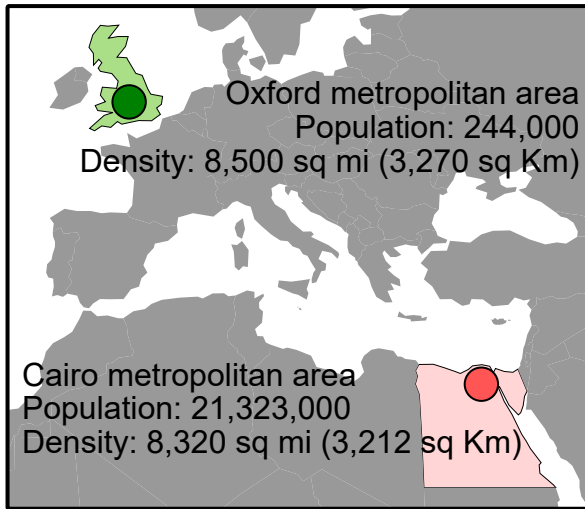 Oxford metropolitan area
Population: 244,000
Density: 8,500 sq mi (3,270 sq Km)
Cairo metropolitan area
Population: 21,323,000
Density: 8,320 sq mi (3,212 sq Km)